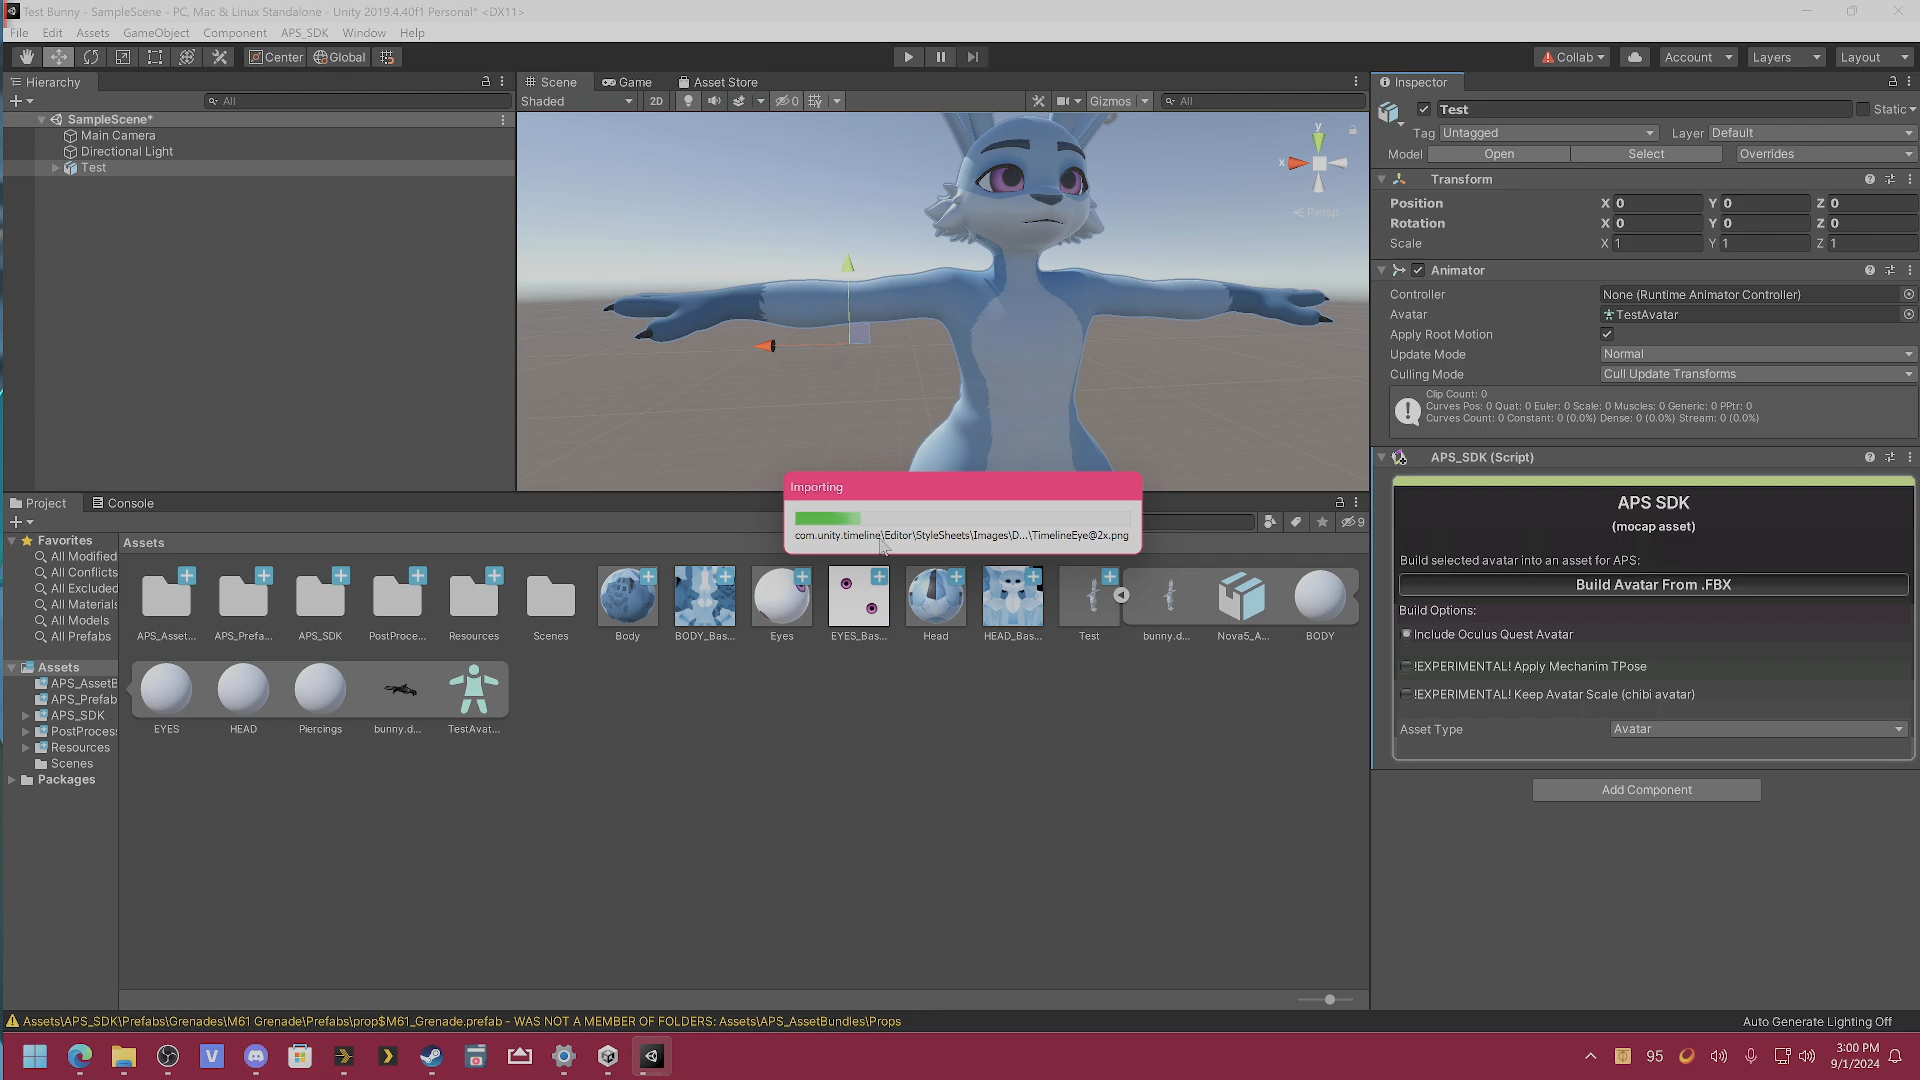 Test Bunny - SampleScene - PC, Mac & Linux Standalone - Unity 2019.4.40f1 Personal* <DX11>
File Edit Assets GameObject Component APS_SDK Window Help
Center Global Collab Account Layers Layout
Hierarchy
All
SampleScene*
Main Camera
Directional Light
Test
Scene Game Asset Store
Shaded 2D 0 Gizmos All
y
x
Persp
Inspector
Test Static
Tag Untagged Layer Default
Model Open Select Overrides
Transform
Position X 0 Y 0 Z 0
Rotation X 0 Y 0 Z 0
Scale X 1 Y 1 Z 1
Animator
Controller None (Runtime Animator Controller)
Avatar TestAvatar
Apply Root Motion
Update Mode Normal
Culling Mode Cull Update Transforms
Clip Count: 0
Curves Pos: 0 Quat: 0 Euler: 0 Scale: 0 Muscles: 0 Generic: 0 PPtr: 0
Curves Count: 0 Constant: 0 (0.0%) Dense: 0 (0.0%) Stream: 0 (0.0%)
APS_SDK (Script)
APS SDK
(mocap asset)
Build selected avatar into an asset for APS:
Build Avatar From .FBX
Build Options:
Include Oculus Quest Avatar
!EXPERIMENTAL! Apply Mechanim TPose
!EXPERIMENTAL! Keep Avatar Scale (chibi avatar)
Asset Type Avatar
Add Component
Importing
com.unity.timeline\Editor\StyleSheets\Images\D...\TimelineEye@2x.png
Project Console
9
Favorites
All Modified
All Conflicts
All Excluded
All Materials
All Models
All Prefabs
Assets
APS_AssetB
APS_Prefab
APS_SDK
PostProces
Resources
Scenes
Packages
Assets
APS_Asset... APS_Prefa... APS_SDK PostProce... Resources Scenes Body BODY_Bas... Eyes EYES_Bas... Head HEAD_Bas... Test bunny.d... Nova5_A... BODY
EYES HEAD Piercings bunny.d... TestAvat...
Assets\APS_SDK\Prefabs\Grenades\M61 Grenade\Prefabs\prop$M61_Grenade.prefab - WAS NOT A MEMBER OF FOLDERS: Assets\APS_AssetBundles\Props
Auto Generate Lighting Off
95
3:00 PM
9/1/2024